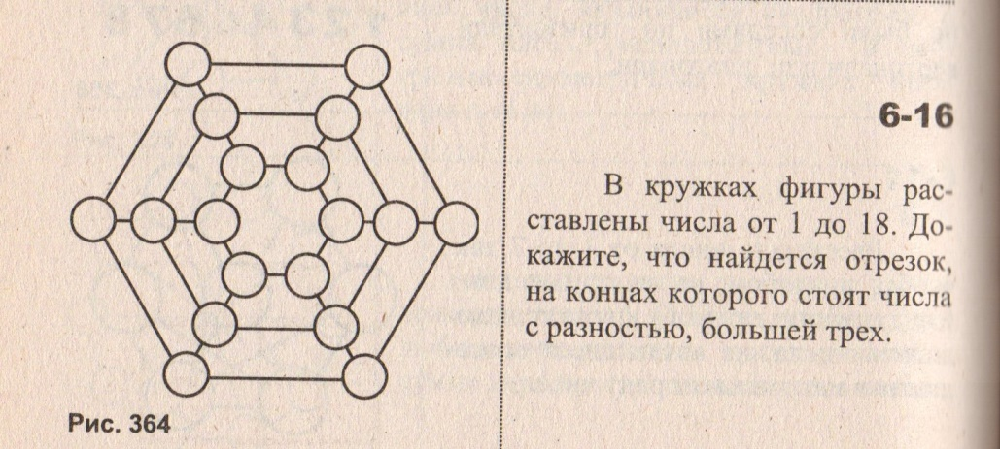 6-16
В кружках фигуры рас-
ставлены числа от 1 до 18. До-
кажите, что найдется отрезок,
на концах которого стоят числа
с разностью, большей трех.
Рис. 364